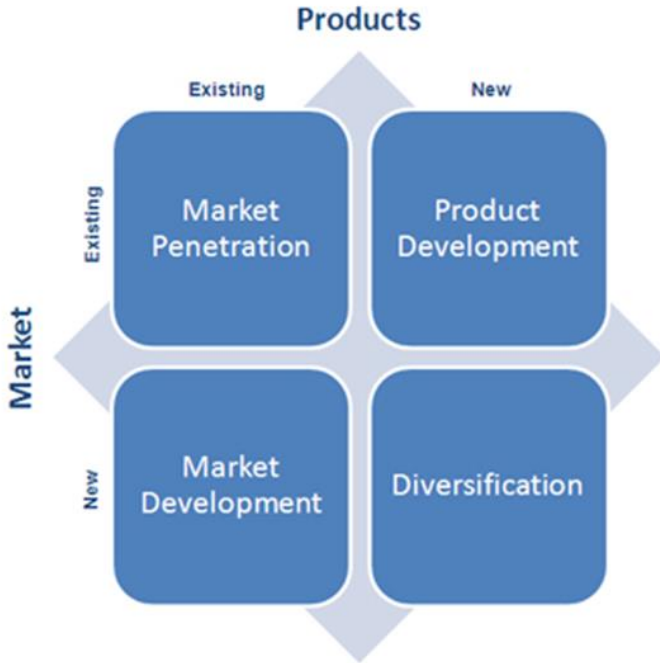 Products
Existing
New
Existing
Market
Penetration
Product
Development
Market
New
Market
Development
Diversification